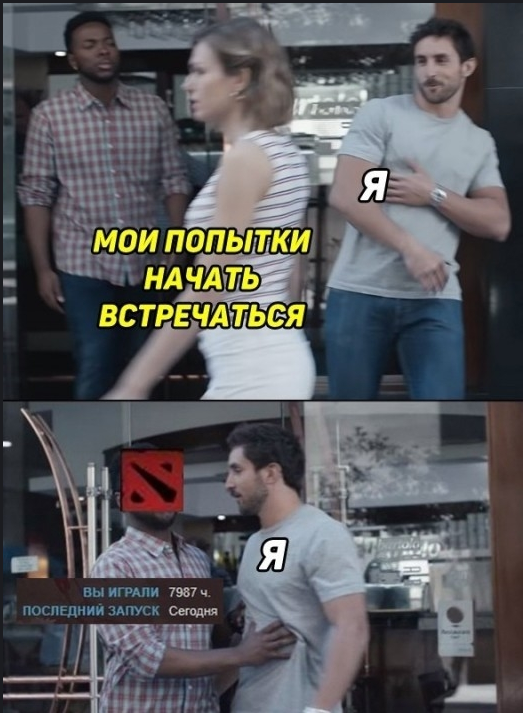 Я
МОИ ПОПЫТКИ
НАЧАТЬ
ВСТРЕЧАТЬСЯ
Я
ВЫ ИГРАЛИ 7987 ч.
ПОСЛЕДНИЙ ЗАПУСК Сегодня